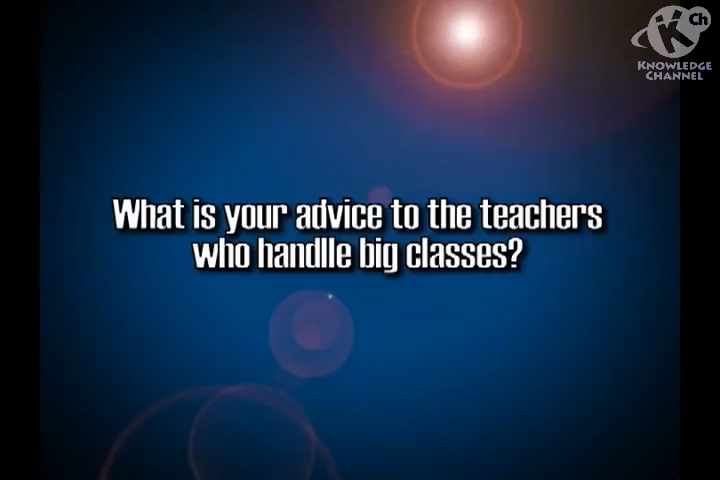 Ch
KNOWLEDGE
CHANNEL
What is your advice to the teachers
who handlle big classes?